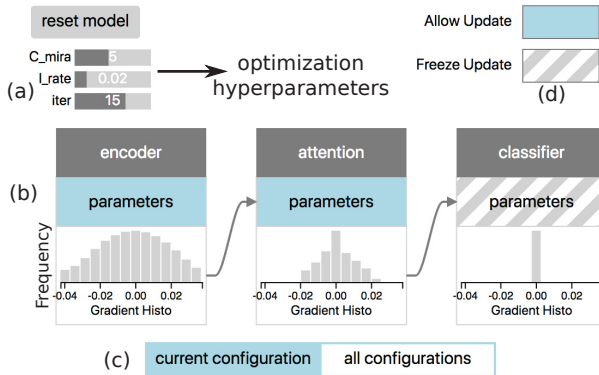 reset model
C_mira 5
l_rate 0.02
iter 15
(a)
optimization
hyperparameters
Allow Update
Freeze Update
(d)
(b)
encoder
attention
classifier
parameters
parameters
parameters
Frequency
-0.04 -0.02 0.00 0.02
-0.04 -0.02 0.00 0.02
-0.04 -0.02 0.00 0.02
Gradient Histo
Gradient Histo
Gradient Histo
(c)
current configuration
all configurations